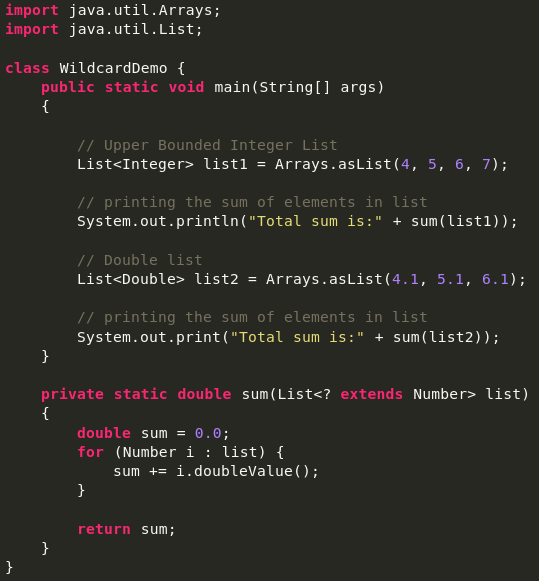 import java.util.Arrays;
import java.util.List;

class WildcardDemo {
    public static void main(String[] args)
    {

        // Upper Bounded Integer List
        List<Integer> list1 = Arrays.asList(4, 5, 6, 7);

        // printing the sum of elements in list
        System.out.println("Total sum is:" + sum(list1));

        // Double list
        List<Double> list2 = Arrays.asList(4.1, 5.1, 6.1);

        // printing the sum of elements in list
        System.out.print("Total sum is:" + sum(list2));
    }

    private static double sum(List<? extends Number> list)
    {
        double sum = 0.0;
        for (Number i : list) {
            sum += i.doubleValue();
        }

        return sum;
    }
}